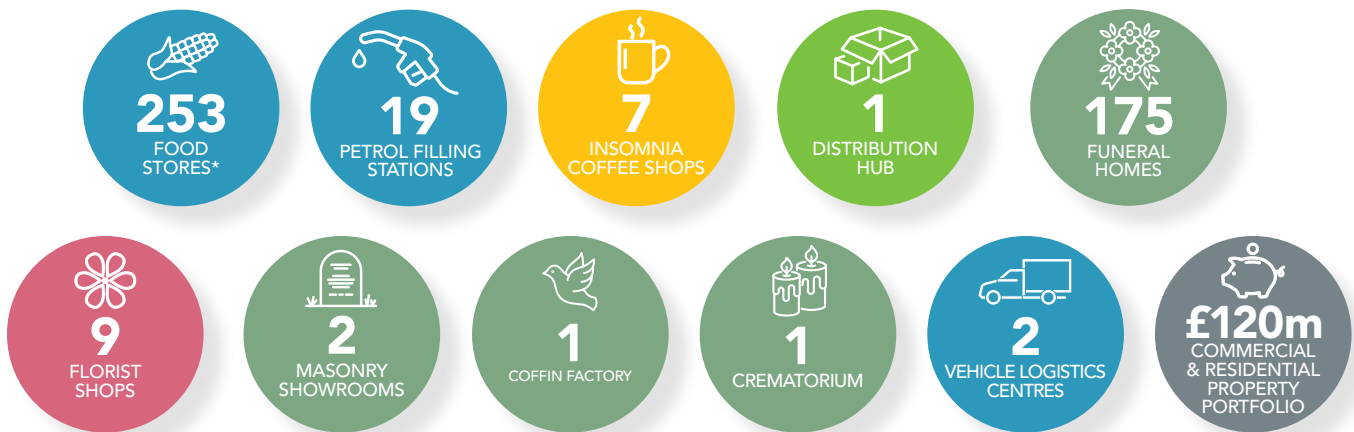 253
FOOD
STORES*
19
PETROL FILLING
STATIONS
7
INSOMNIA
COFFEE SHOPS
1
DISTRIBUTION
HUB
175
FUNERAL
HOMES
9
FLORIST
SHOPS
2
MASONRY
SHOWROOMS
1
COFFIN FACTORY
1
CREMATORIUM
2
VEHICLE LOGISTICS
CENTRES
£120m
COMMERCIAL
& RESIDENTIAL
PROPERTY
PORTFOLIO